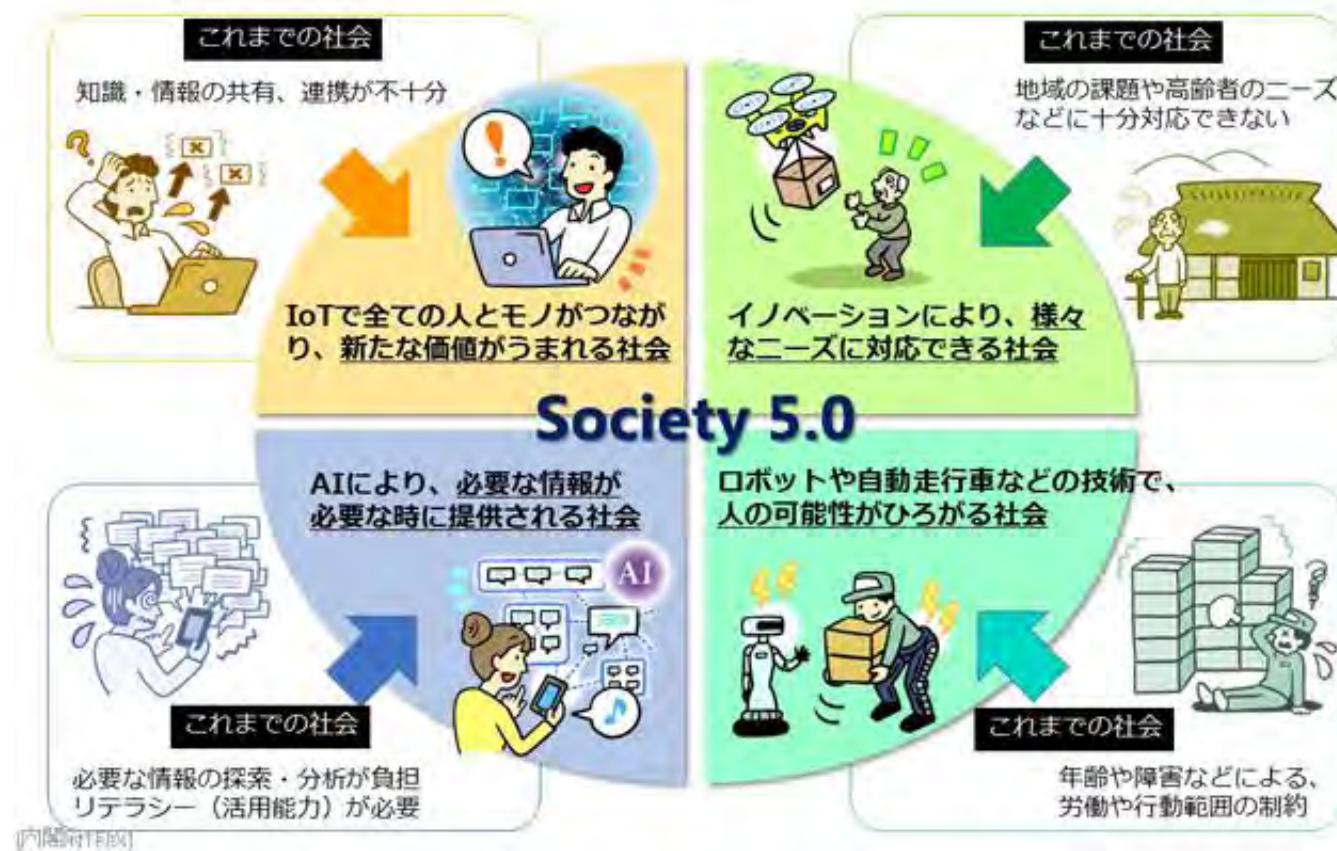 これまでの社会
知識・情報の共有、連携が不十分
IoTで全ての人とモノがつなが
り、新たな価値がうまれる社会
これまでの社会
地域の課題や高齢者のニーズ
などに十分対応できない
イノベーションにより、様々
なニーズに対応できる社会
Society 5.0
AIにより、必要な情報が
必要な時に提供される社会
AI
これまでの社会
必要な情報の探索・分析が負担
リテラシー（活用能力）が必要
ロボットや自動走行車などの技術で、
人の可能性がひろがる社会
これまでの社会
年齢や障害などによる、
労働や行動範囲の制約
[内閣府作成]